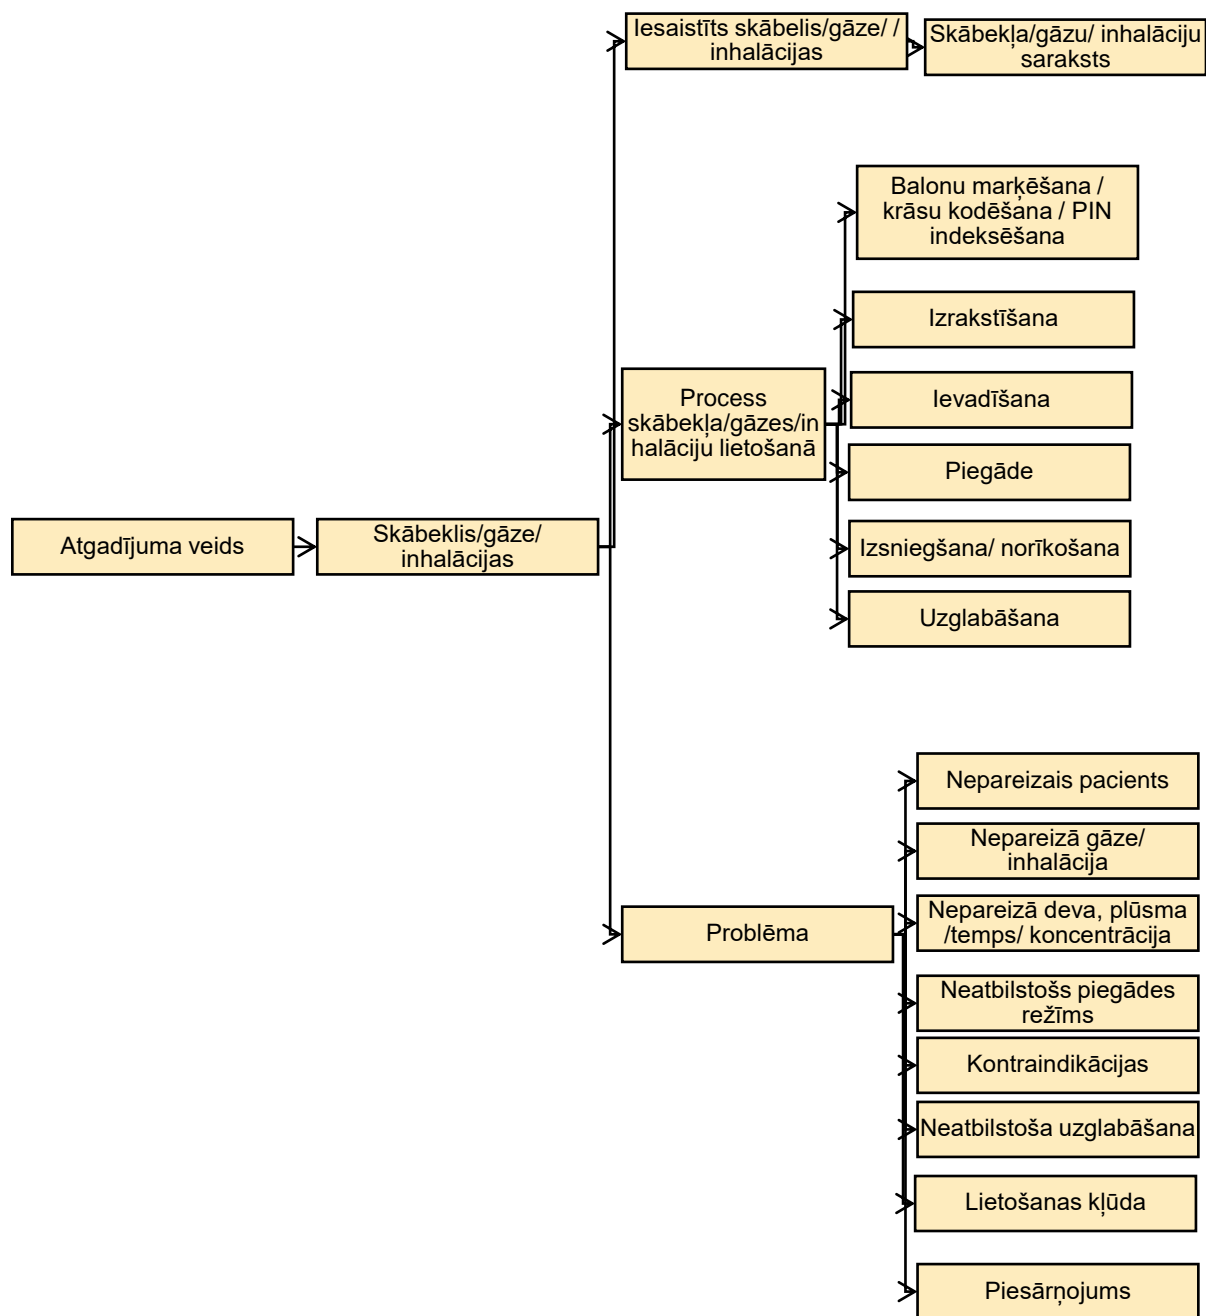 Iesaistīts skābelis/gāze/ /
inhalācijas
Skābekļa/gāzu/ inhalāciju
saraksts
Balonu marķēšana /
krāsu kodēšana / PIN
indeksēšana
Izrakstīšana
Process
skābekļa/gāzes/in
halāciju lietošanā
Ievadīšana
Piegāde
Atgadījuma veids
Skābeklis/gāze/
inhalācijas
Izsniegšana/ norīkošana
Uzglabāšana
Nepareizais pacients
Nepareizā gāze/
inhalācija
Problēma
Nepareizā deva, plūsma
/temps/ koncentrācija
Neatbilstošs piegādes
režīms
Kontraindikācijas
Neatbilstoša uzglabāšana
Lietošanas kļūda
Piesārņojums